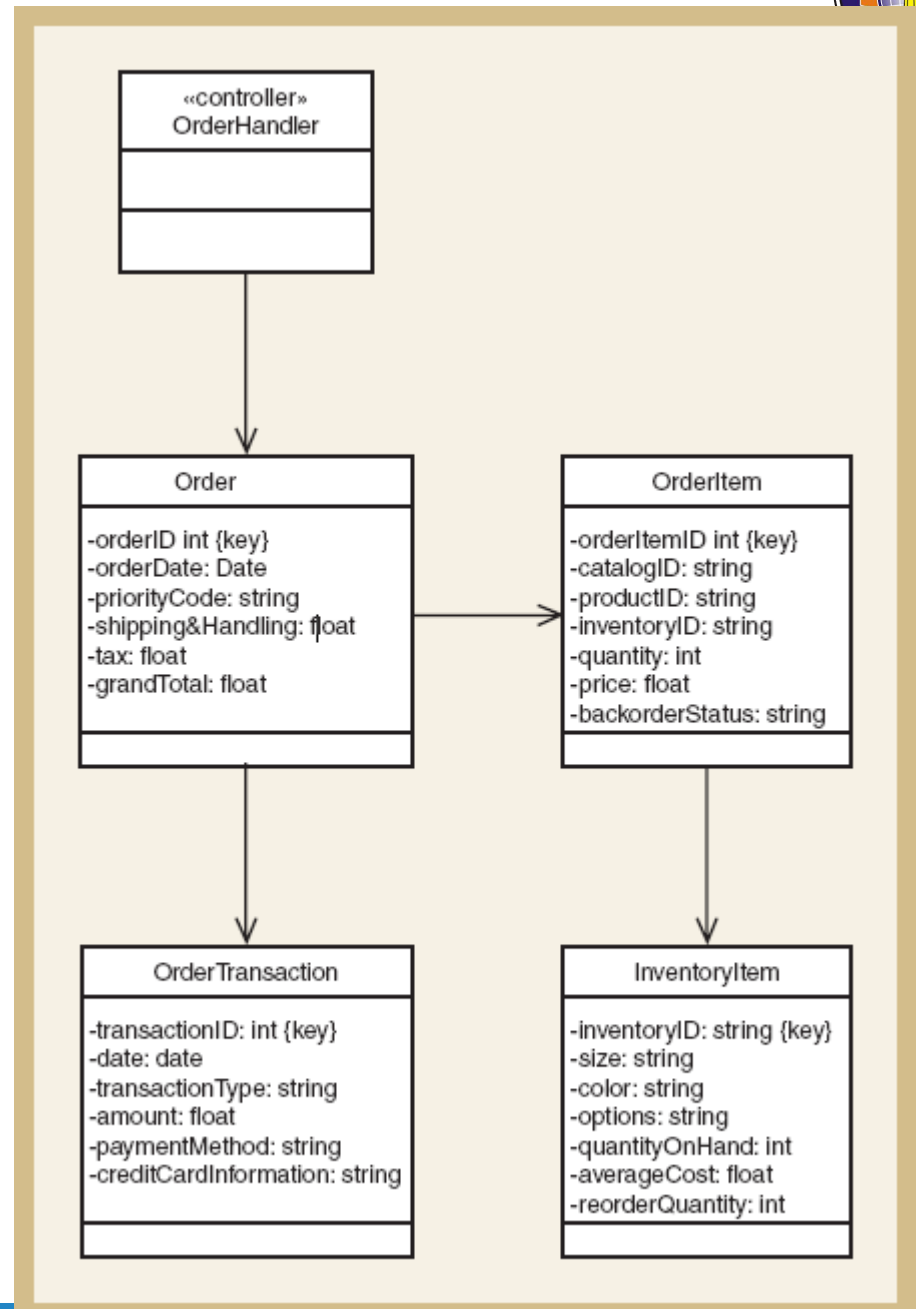 «controller»
OrderHandler
Order
-orderID int {key}
-orderDate: Date
-priorityCode: string
-shipping&Handling: float
-tax: float
-grandTotal: float
OrderItem
-orderItemID int {key}
-catalogID: string
-productID: string
-inventoryID: string
-quantity: int
-price: float
-backorderStatus: string
OrderTransaction
-transactionID: int {key}
-date: date
-transactionType: string
-amount: float
-paymentMethod: string
-creditCardInformation: string
InventoryItem
-inventoryID: string {key}
-size: string
-color: string
-options: string
-quantityOnHand: int
-averageCost: float
-reorderQuantity: int